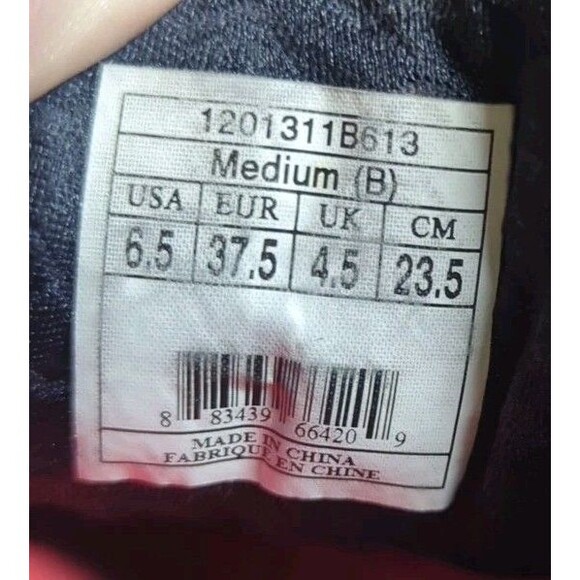 1201311B613
Medium (B)
USA EUR UK CM
6.5 37.5 4.5 23.5
8 83439 66420 9
MADE IN CHINA
FABRIQUE EN CHINE